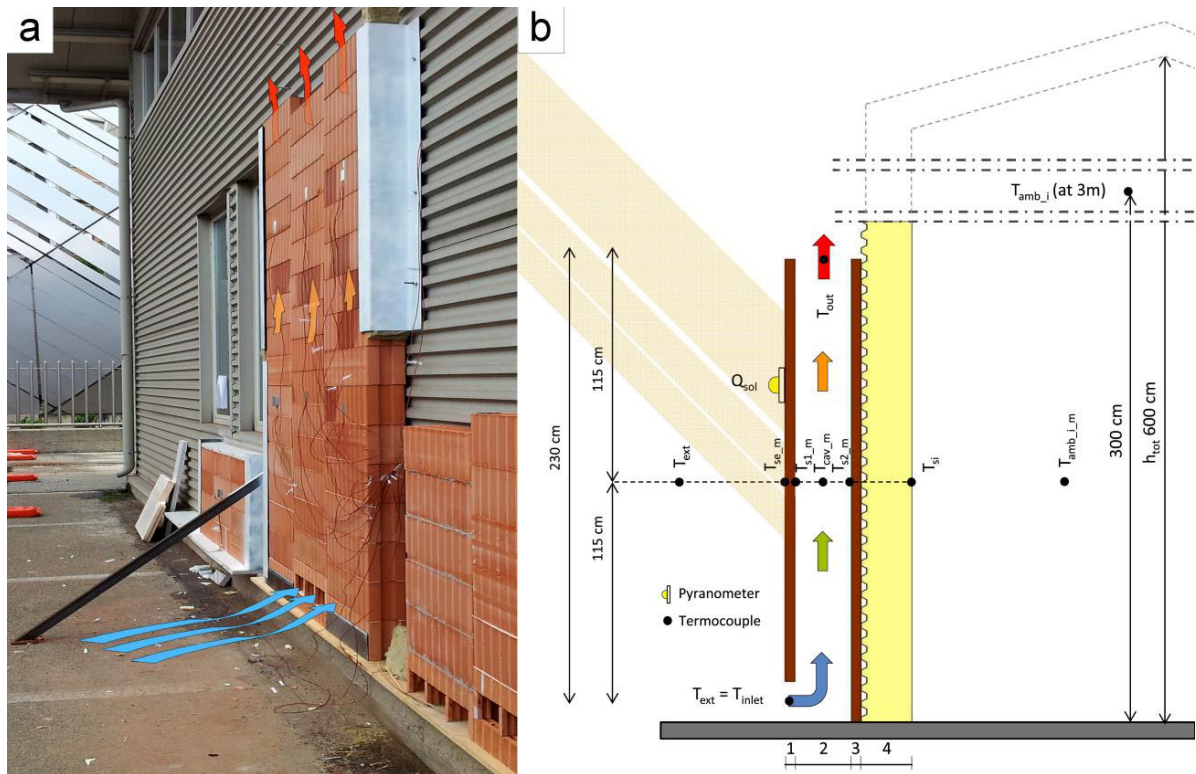 a
b
T_amb_i (at 3m)
T_out
Q_sol
115 cm
230 cm
300 cm
h_tot 600 cm
T_ext
T_se_m
T_s1_m
T_cav_m
T_s2_m
T_si
T_amb_i_m
115 cm
Pyranometer
Termocouple
T_ext = T_inlet
1 2 3 4